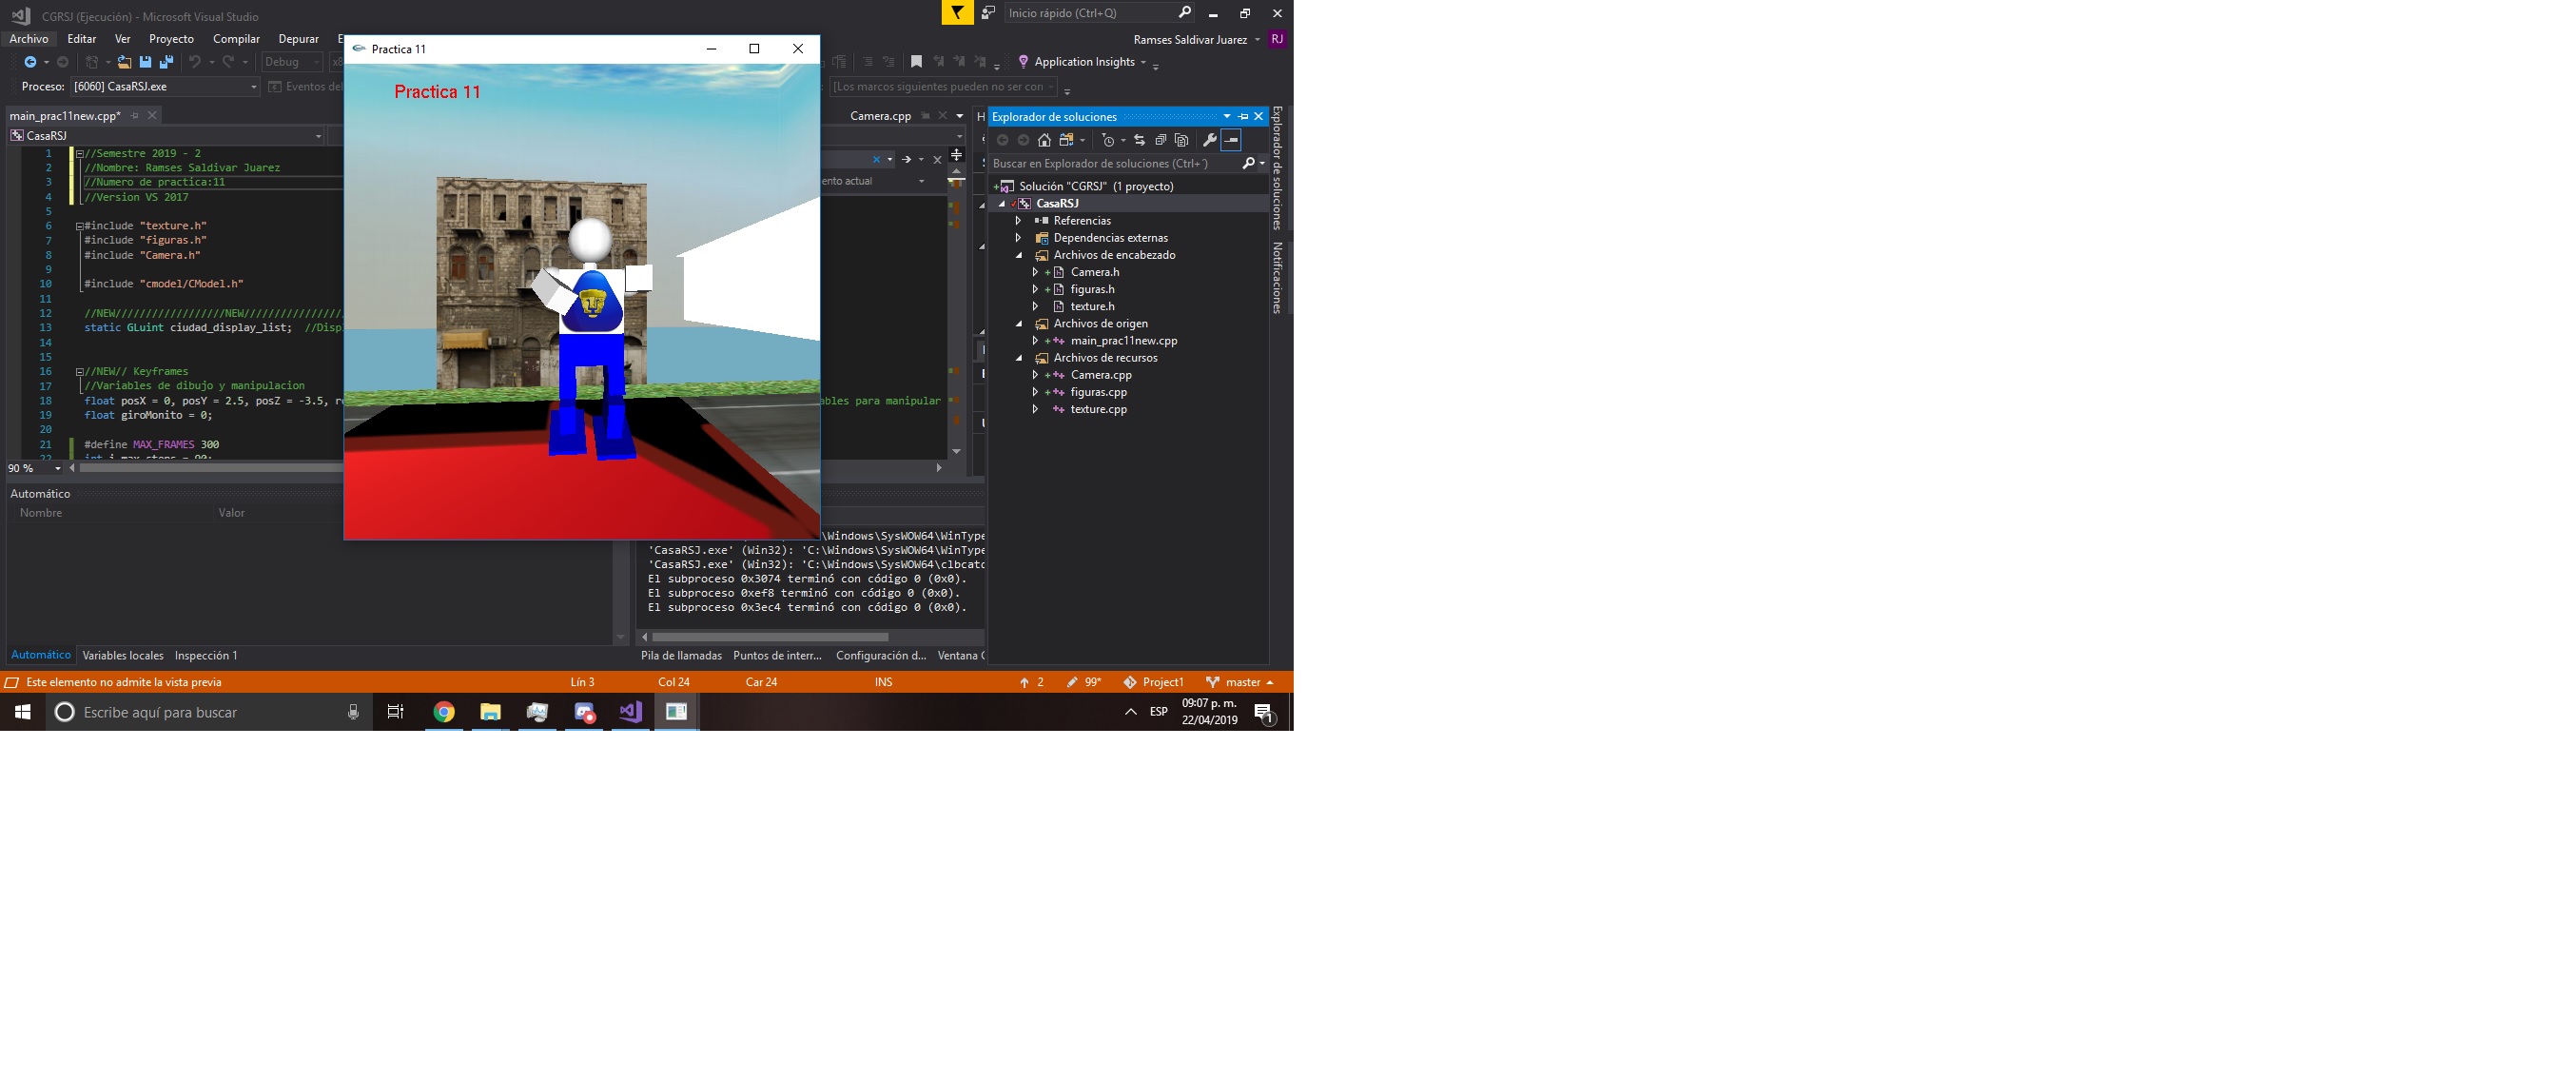 CGRSJ (Ejecución) - Microsoft Visual Studio
Inicio rápido (Ctrl+Q)
Archivo Editar Ver Proyecto Compilar Depurar
Ramses Saldivar Juarez RJ
Debug
Application Insights
Proceso: [6060] CasaRSJ.exe
Eventos del
[Los marcos siguientes pueden no ser con
main_prac11new.cpp*
Camera.cpp
CasaRSJ
ento actual
1 //Semestre 2019 - 2
2 //Nombre: Ramses Saldivar Juarez
3 //Numero de practica:11
4 //Version VS 2017
5
6 #include "texture.h"
7 #include "figuras.h"
8 #include "Camera.h"
9
10 #include "cmodel/CModel.h"
11
12 //NEW//////////////////NEW/////////////////
13 static GLuint ciudad_display_list; //Disp
14
15
16 //NEW// Keyframes
17 //Variables de dibujo y manipulacion
18 float posX = 0, posY = 2.5, posZ = -3.5, r
ables para manipular
19 float giroMonito = 0;
20
21 #define MAX_FRAMES 300
22 int i_max_steps = 90;
90 %
Practica 11
Practica 11
Explorador de soluciones
Buscar en Explorador de soluciones (Ctrl+´)
Solución "CGRSJ" (1 proyecto)
CasaRSJ
Referencias
Dependencias externas
Archivos de encabezado
Camera.h
figuras.h
texture.h
Archivos de origen
main_prac11new.cpp
Archivos de recursos
Camera.cpp
figuras.cpp
texture.cpp
Explorador de soluciones
Notificaciones
Automático
Nombre Valor
\Windows\SysWOW64\WinType
'CasaRSJ.exe' (Win32): 'C:\Windows\SysWOW64\WinType
'CasaRSJ.exe' (Win32): 'C:\Windows\SysWOW64\clbcatc
El subproceso 0x3074 terminó con código 0 (0x0).
El subproceso 0xef8 terminó con código 0 (0x0).
El subproceso 0x3ec4 terminó con código 0 (0x0).
Automático Variables locales Inspección 1
Pila de llamadas Puntos de interr... Configuración d... Ventana C
Este elemento no admite la vista previa
Lín 3 Col 24 Car 24 INS
2 99* Project1 master
Escribe aquí para buscar
ESP
09:07 p. m.
22/04/2019
1